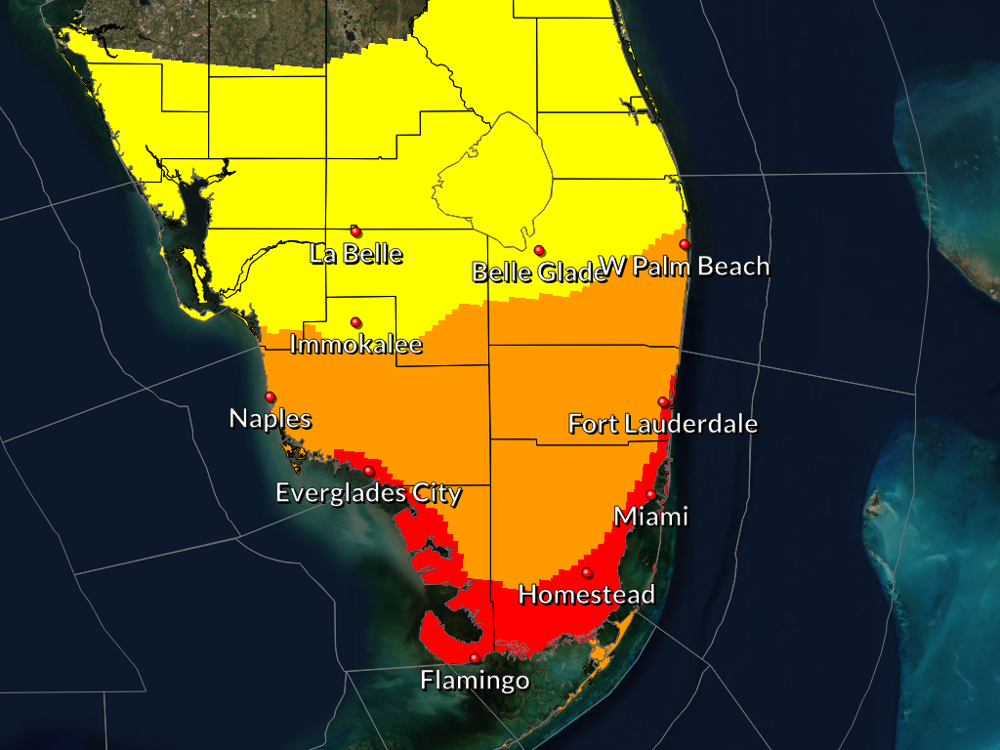 La Belle
Belle Glade
W Palm Beach
Immokalee
Naples
Fort Lauderdale
Everglades City
Miami
Homestead
Flamingo